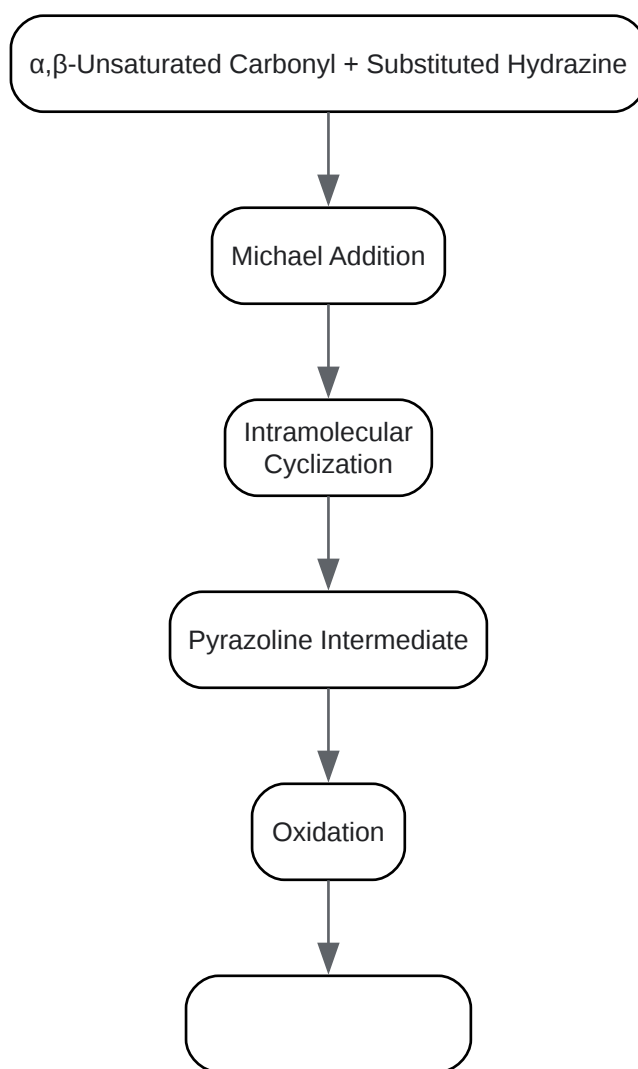 α,β-Unsaturated Carbonyl + Substituted Hydrazine
Michael Addition
Intramolecular
Cyclization
Pyrazoline Intermediate
Oxidation